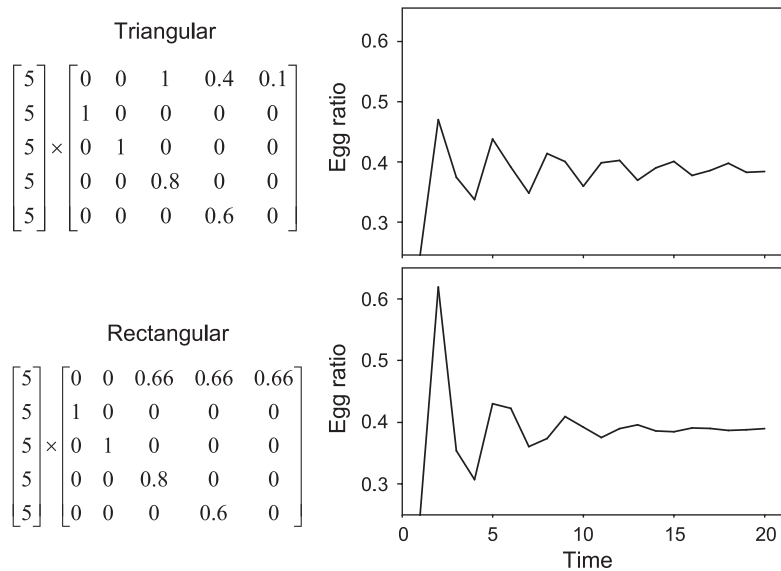 Triangular
5 0 0 1 0.4 0.1
5 1 0 0 0 0
5 × 0 1 0 0 0
5 0 0 0.8 0 0
5 0 0 0 0.6 0
0.6
0.5
0.4
0.3
Egg ratio
Rectangular
5 0 0 0.66 0.66 0.66
5 1 0 0 0 0
5 × 0 1 0 0 0
5 0 0 0.8 0 0
5 0 0 0 0.6 0
0.6
0.5
0.4
0.3
Egg ratio
0 5 10 15 20
Time